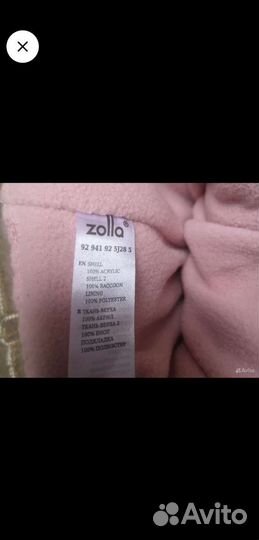 zolla
92 941 92 5J28 5
EN SHELL
100% ACRYLIC
SHELL 2
100% RACCOON
LINING
100% POLYESTER
R ТКАНЬ ВЕРХА
100% АКРИЛ
ТКАНЬ ВЕРХА 2
100% ЕНОТ
ПОДКЛАДКА
100% ПОЛИЭСТЕР
Avito
Avito